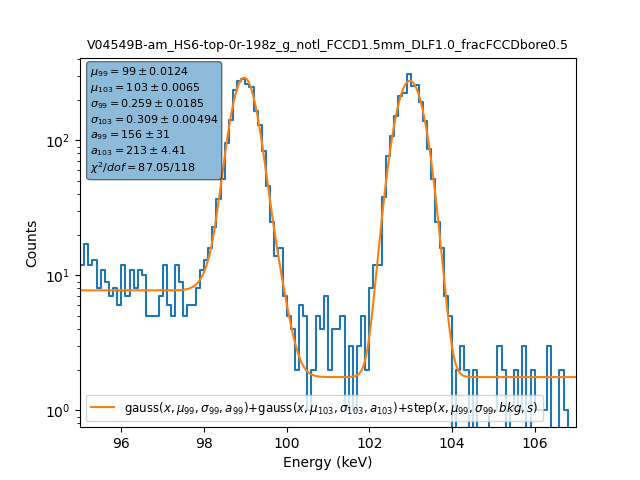 V04549B-am_HS6-top-0r-198z_g_notl_FCCD1.5mm_DLF1.0_fracFCCDbore0.5
μ₉₉ = 99 ± 0.0124
μ₁₀₃ = 103 ± 0.0065
σ₉₉ = 0.259 ± 0.0185
σ₁₀₃ = 0.309 ± 0.00494
a₉₉ = 156 ± 31
a₁₀₃ = 213 ± 4.41
χ²/dof = 87.05/118
10²
10¹
10⁰
Counts
gauss(x, μ₉₉, σ₉₉, a₉₉)+gauss(x, μ₁₀₃, σ₁₀₃, a₁₀₃)+step(x, μ₉₉, σ₉₉, bkg, s)
96 98 100 102 104 106
Energy (keV)